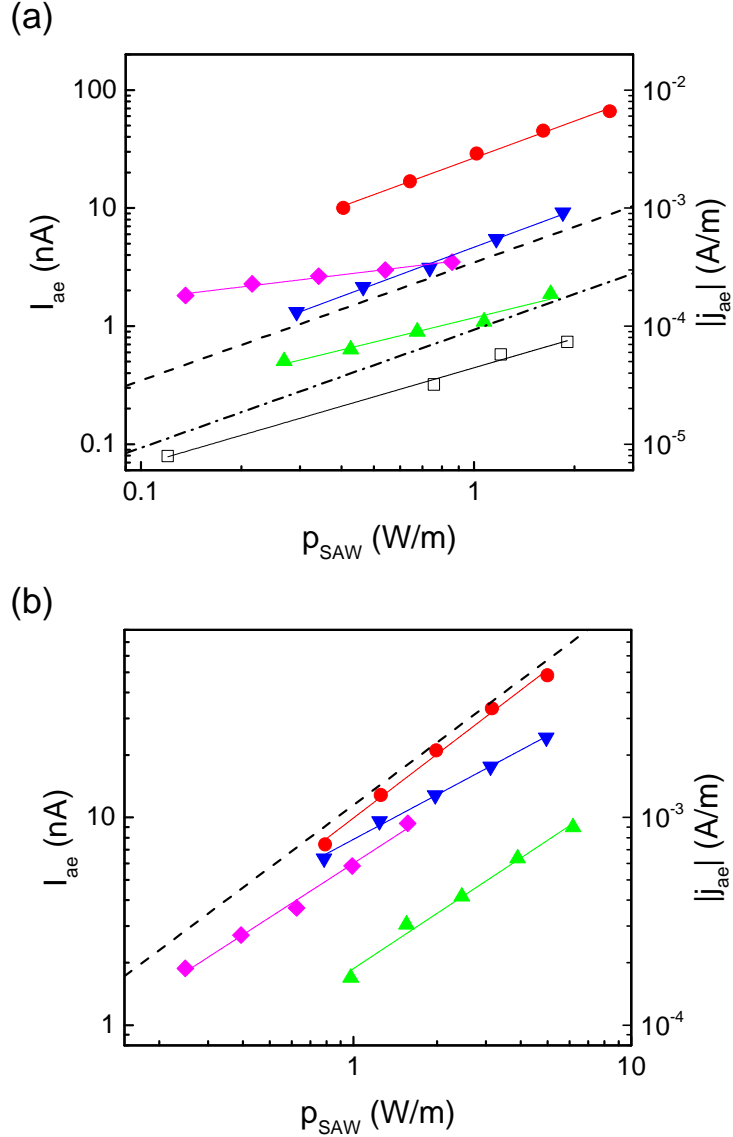 (a)
100
10
1
0.1
I_ae (nA)
10^-2
10^-3
10^-4
10^-5
|j_ae| (A/m)
0.1
1
p_SAW (W/m)
(b)
10
1
I_ae (nA)
10^-3
10^-4
|j_ae| (A/m)
1
10
p_SAW (W/m)